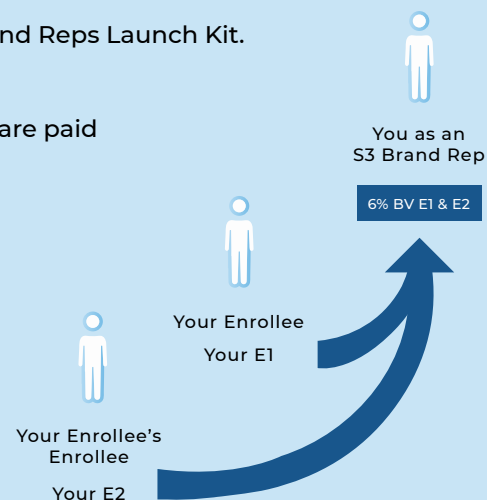 nd Reps Launch Kit.
are paid
You as an
S3 Brand Rep
6% BV E1 & E2
Your Enrollee
Your E1
Your Enrollee's
Enrollee
Your E2